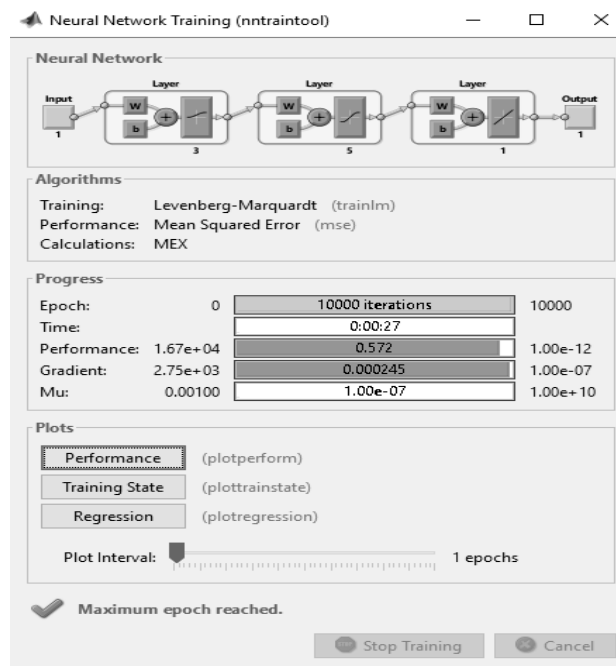 Neural Network Training (nntraintool)
Neural Network
Layer Layer Layer
Input Output
W W W
b b b
1 3 5 1 1
Algorithms
Training: Levenberg-Marquardt (trainlm)
Performance: Mean Squared Error (mse)
Calculations: MEX
Progress
Epoch: 0 10000 iterations 10000
Time: 0:00:27
Performance: 1.67e+04 0.572 1.00e-12
Gradient: 2.75e+03 0.000245 1.00e-07
Mu: 0.00100 1.00e-07 1.00e+10
Plots
Performance (plotperform)
Training State (plottrainstate)
Regression (plotregression)
Plot Interval: 1 epochs
Maximum epoch reached.
Stop Training Cancel